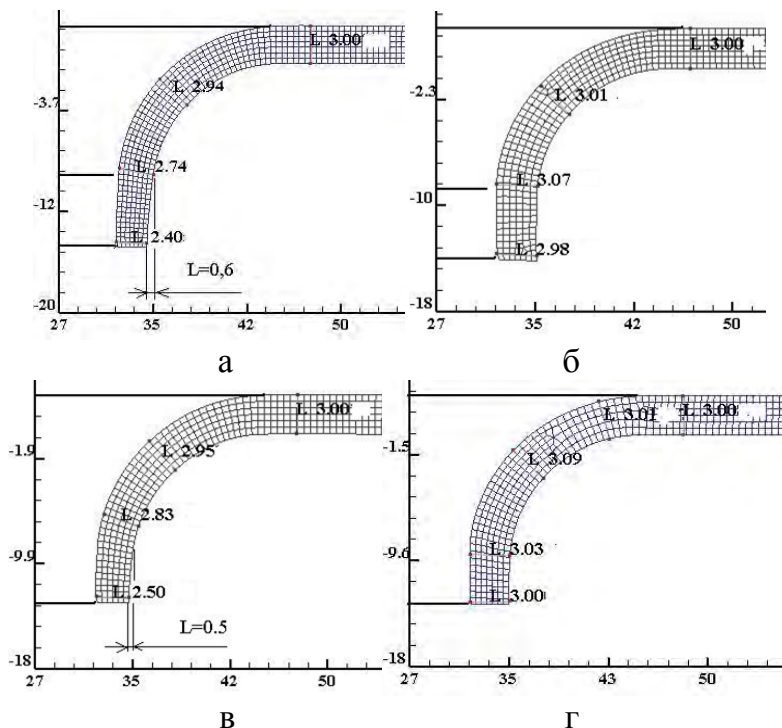 L 3.00
L 2.94
-3.7
L 2.74
-12
L 2.40
L=0,6
-20
27 35 42 50
а
L 3.00
-2.3
L 3.01
L 3.07
-10
L 2.98
-18
27 35 42 50
б
L 3.00
-1.9
L 2.95
L 2.83
-9.9
L 2.50
L=0.5
-18
27 35 42 50
в
L 3.01 L 3.00
-1.5
L 3.09
L 3.03
-9.6
L 3.00
-18
27 35 43 50
г